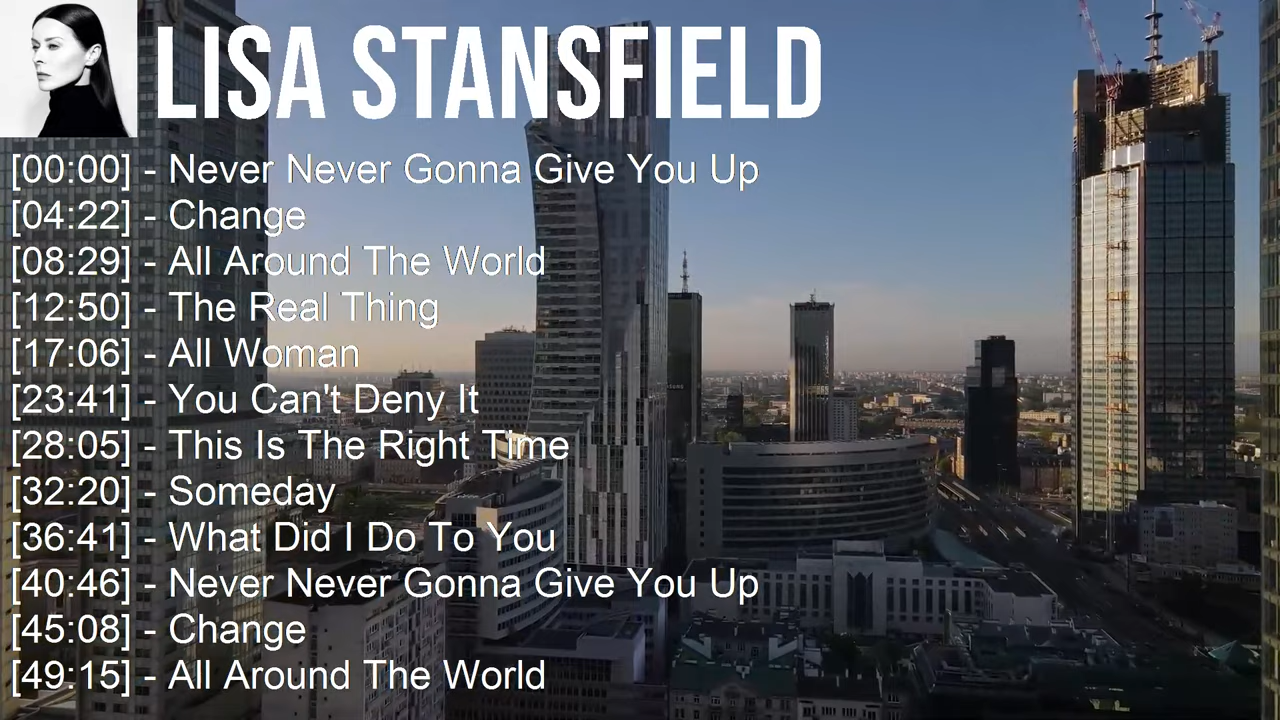 LISA STANSFIELD
[00:00] - Never Never Gonna Give You Up
[04:22] - Change
[08:29] - All Around The World
[12:50] - The Real Thing
[17:06] - All Woman
[23:41] - You Can't Deny It
[28:05] - This Is The Right Time
[32:20] - Someday
[36:41] - What Did I Do To You
[40:46] - Never Never Gonna Give You Up
[45:08] - Change
[49:15] - All Around The World